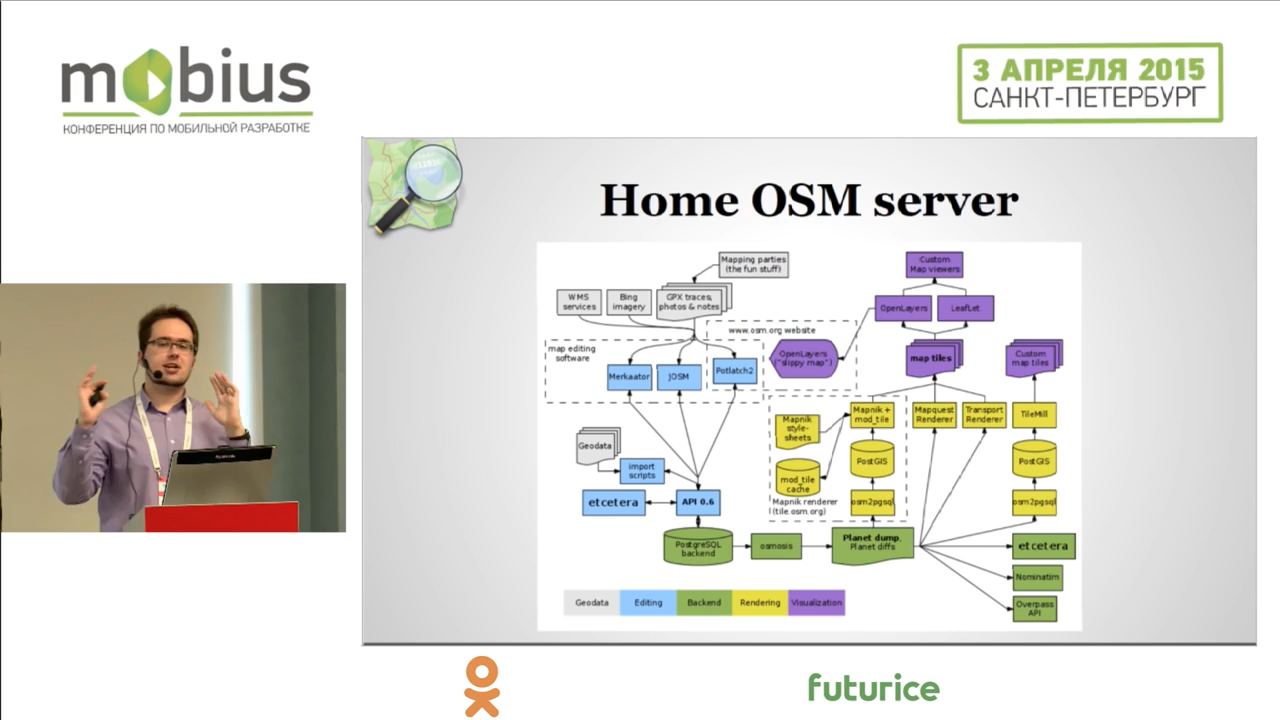 mobius
КОНФЕРЕНЦИЯ ПО МОБИЛЬНОЙ РАЗРАБОТКЕ
3 АПРЕЛЯ 2015
САНКТ-ПЕТЕРБУРГ
Home OSM server
Mapping parties
(the fun stuff)
WMS
services
Bing
imagery
GPX traces,
photos & notes
www.osm.org website
map editing
software
Merkaator
JOSM
Potlatch2
OpenLayers
("slippy map")
Custom
Map viewers
OpenLayers
LeafLet
map tiles
Custom
map tiles
Mapnik
style-
sheets
Mapnik +
mod_tile
Mapquest
Renderer
Transport
Renderer
TileMill
Geodata
import
scripts
mod_tile
cache
PostGIS
PostGIS
etcetera
API 0.6
Mapnik renderer
(tile.osm.org)
osm2pgsql
osm2pgsql
PostgreSQL
backend
osmosis
Planet dump,
Planet diffs
etcetera
Nominatim
Overpass
API
Geodata
Editing
Backend
Rendering
Visualization
futurice